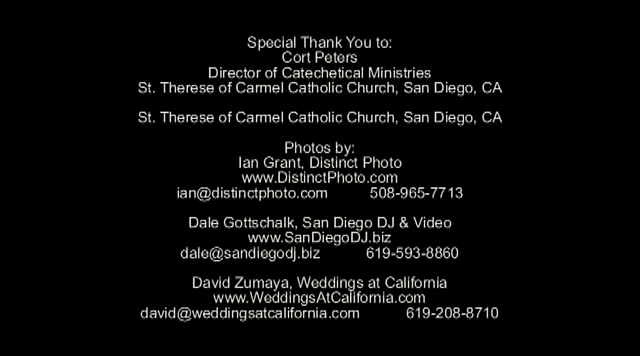 Special Thank You to:
Cort Peters
Director of Catechetical Ministries
St. Therese of Carmel Catholic Church, San Diego, CA
St. Therese of Carmel Catholic Church, San Diego, CA
Photos by:
Ian Grant, Distinct Photo
www.DistinctPhoto.com
ian@distinctphoto.com 508-965-7713
Dale Gottschalk, San Diego DJ & Video
www.SanDiegoDJ.biz
dale@sandiegodj.biz 619-593-8860
David Zumaya, Weddings at California
www.WeddingsAtCalifornia.com
david@weddingsatcalifornia.com 619-208-8710